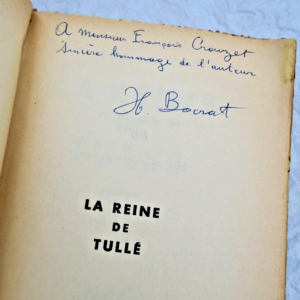 A Monsieur François Crouzet
sincère hommage de l'auteur
H. Bocrat
LA REINE
DE
TULLÉ